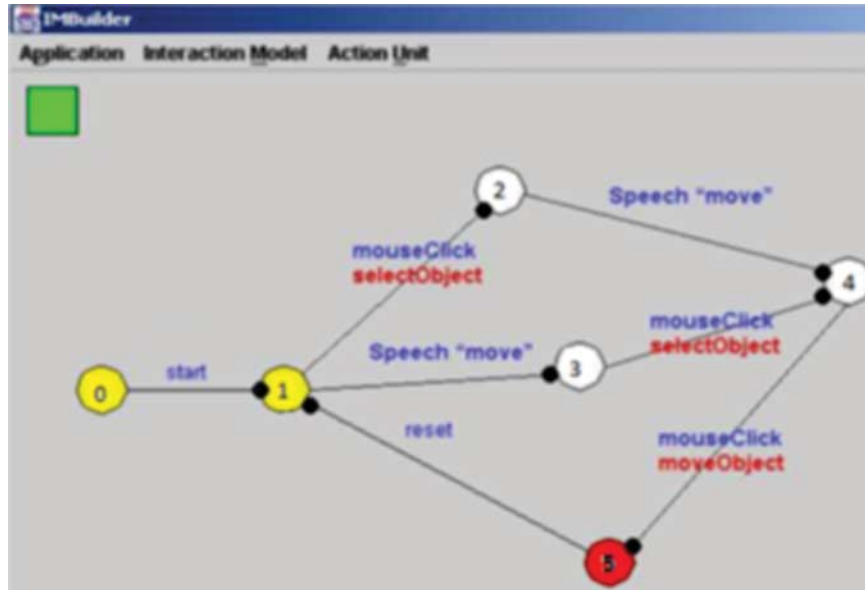 IMBuilder
Application Interaction Model Action Unit
2
Speech “move”
mouseClick
selectObject
4
mouseClick
selectObject
Speech “move”
3
start
0
1
reset
mouseClick
moveObject
5